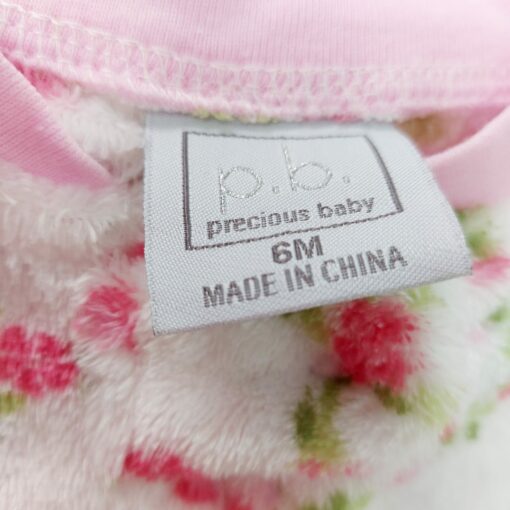 p.b.
precious baby
6M
MADE IN CHINA